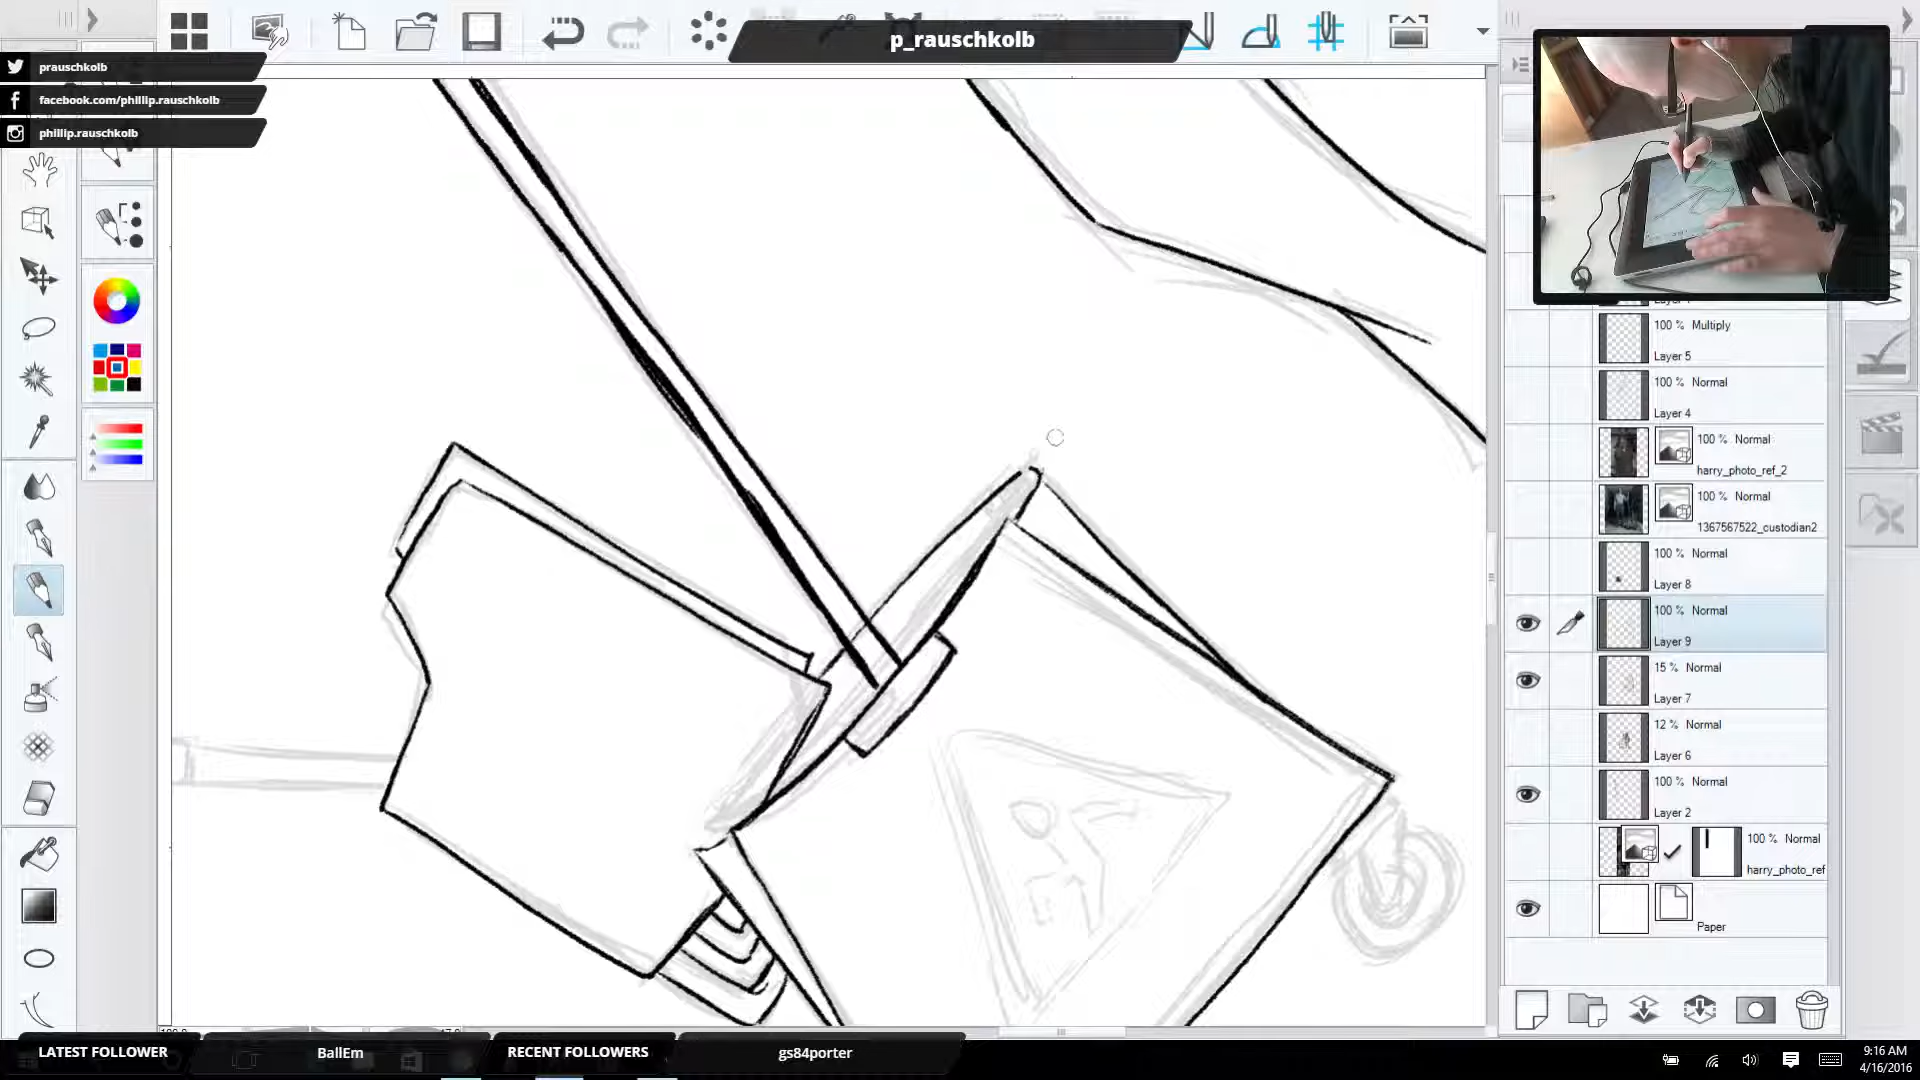 p_rauschkolb
prauschkolb
facebook.com/phillip.rauschkolb
phillip.rauschkolb
100 % Multiply
Layer 5
100 % Normal
Layer 4
100 % Normal
harry_photo_ref_2
100 % Normal
1367567522_custodian2
100 % Normal
Layer 8
100 % Normal
Layer 9
15 % Normal
Layer 7
12 % Normal
Layer 6
100 % Normal
Layer 2
100 % Normal
harry_photo_ref
Paper
LATEST FOLLOWER
BallEm
RECENT FOLLOWERS
gs84porter
9:16 AM
4/16/2016